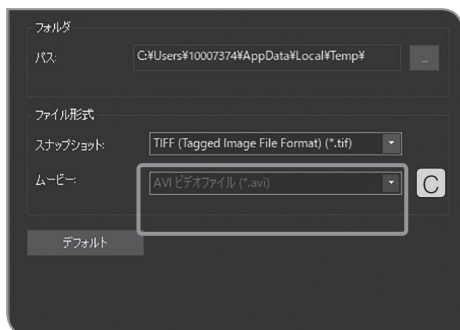 フォルダ
パス: C:¥Users¥10007374¥AppData¥Local¥Temp¥ ...
ファイル形式
スナップショット: TIFF (Tagged Image File Format) (*.tif)
ムービー: AVI ビデオファイル (*.avi) C
デフォルト